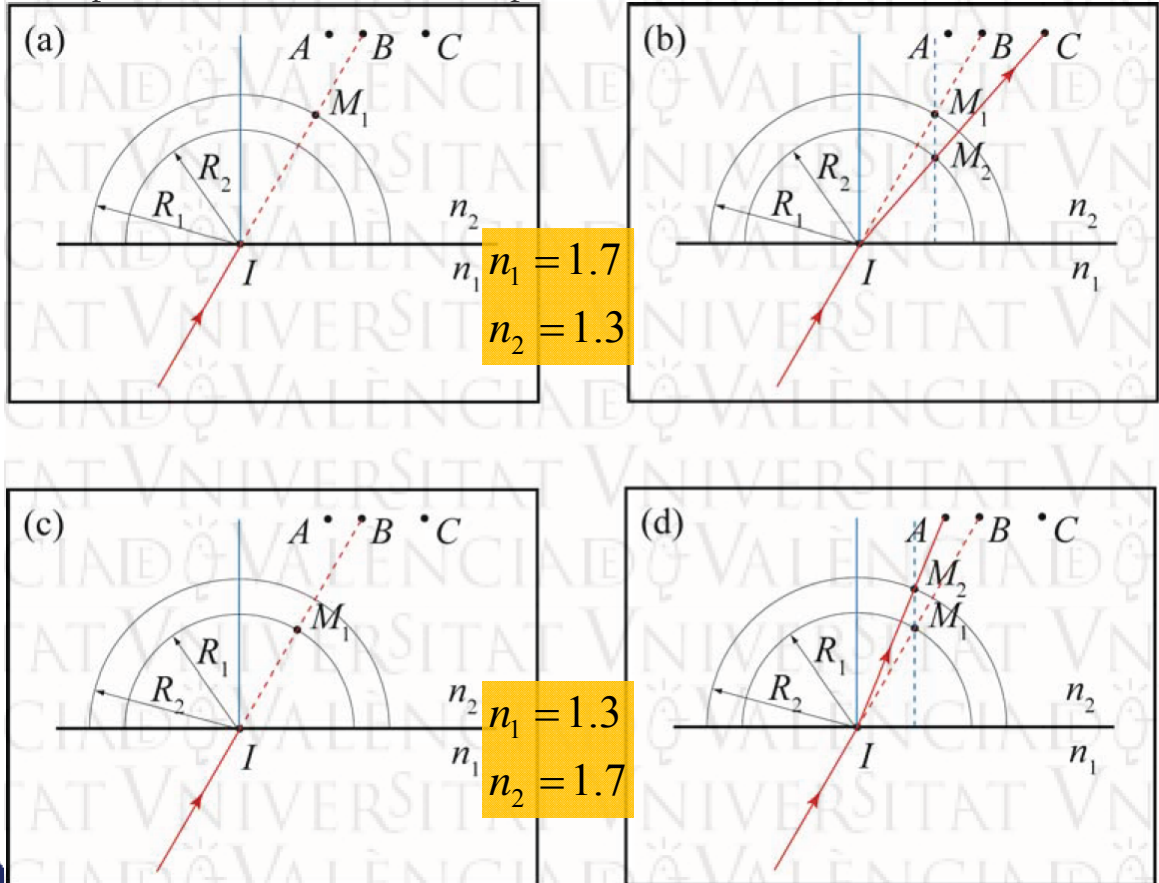 (a)
A
B
C
M₁
R₂
R₁
n₂
n₁
I
(b)
A
B
C
M₁
M₂
R₂
R₁
n₂
n₁
I
n₁ = 1.7
n₂ = 1.3
(c)
A
B
C
M₁
R₁
R₂
n₂
n₁
I
(d)
A
B
C
M₂
M₁
R₁
R₂
n₂
n₁
I
n₁ = 1.3
n₂ = 1.7